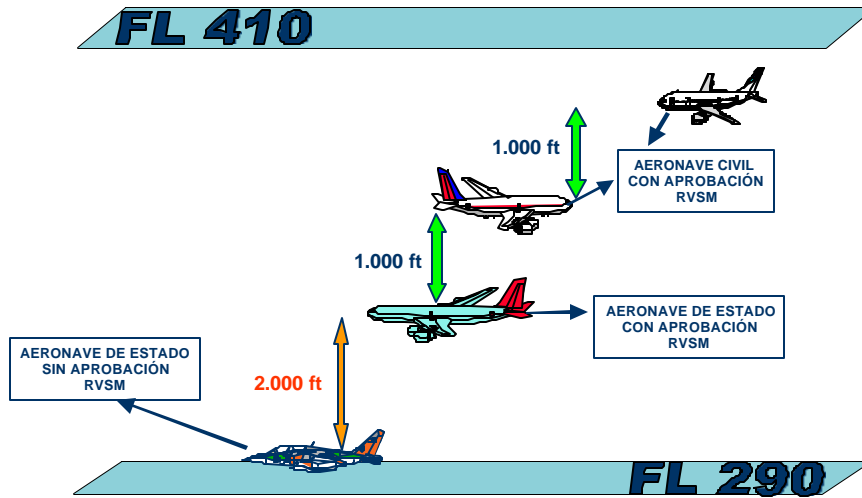 FL 410
1.000 ft
AERONAVE CIVIL
CON APROBACIÓN
RVSM
1.000 ft
AERONAVE DE ESTADO
CON APROBACIÓN
RVSM
AERONAVE DE ESTADO
SIN APROBACIÓN
RVSM
2.000 ft
FL 290